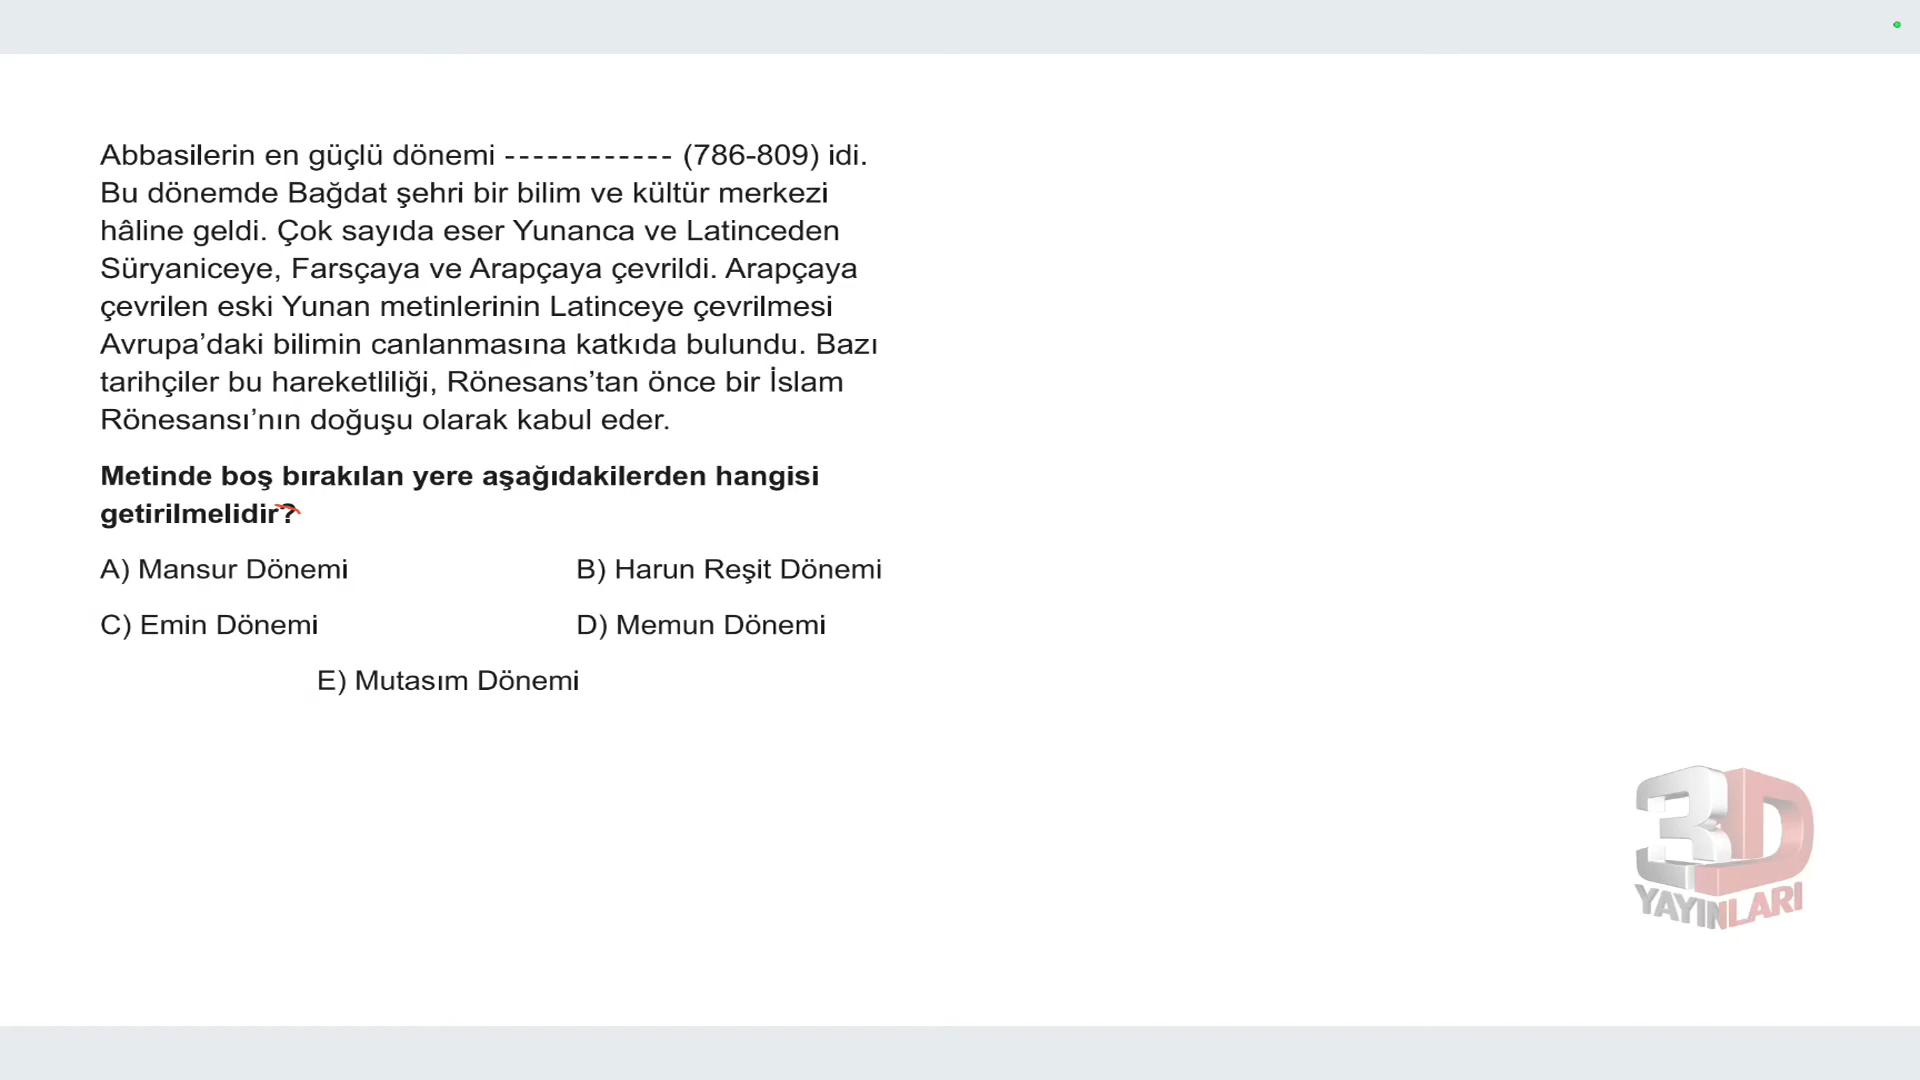 Abbasilerin en güçlü dönemi ------------ (786-809) idi.
Bu dönemde Bağdat şehri bir bilim ve kültür merkezi
hâline geldi. Çok sayıda eser Yunanca ve Latinceden
Süryaniceye, Farsçaya ve Arapçaya çevrildi. Arapçaya
çevrilen eski Yunan metinlerinin Latinceye çevrilmesi
Avrupa’daki bilimin canlanmasına katkıda bulundu. Bazı
tarihçiler bu hareketliliği, Rönesans’tan önce bir İslam
Rönesansı’nın doğuşu olarak kabul eder.
Metinde boş bırakılan yere aşağıdakilerden hangisi
getirilmelidir?
A) Mansur Dönemi B) Harun Reşit Dönemi
C) Emin Dönemi D) Memun Dönemi
E) Mutasım Dönemi
3D
YAYINLARI